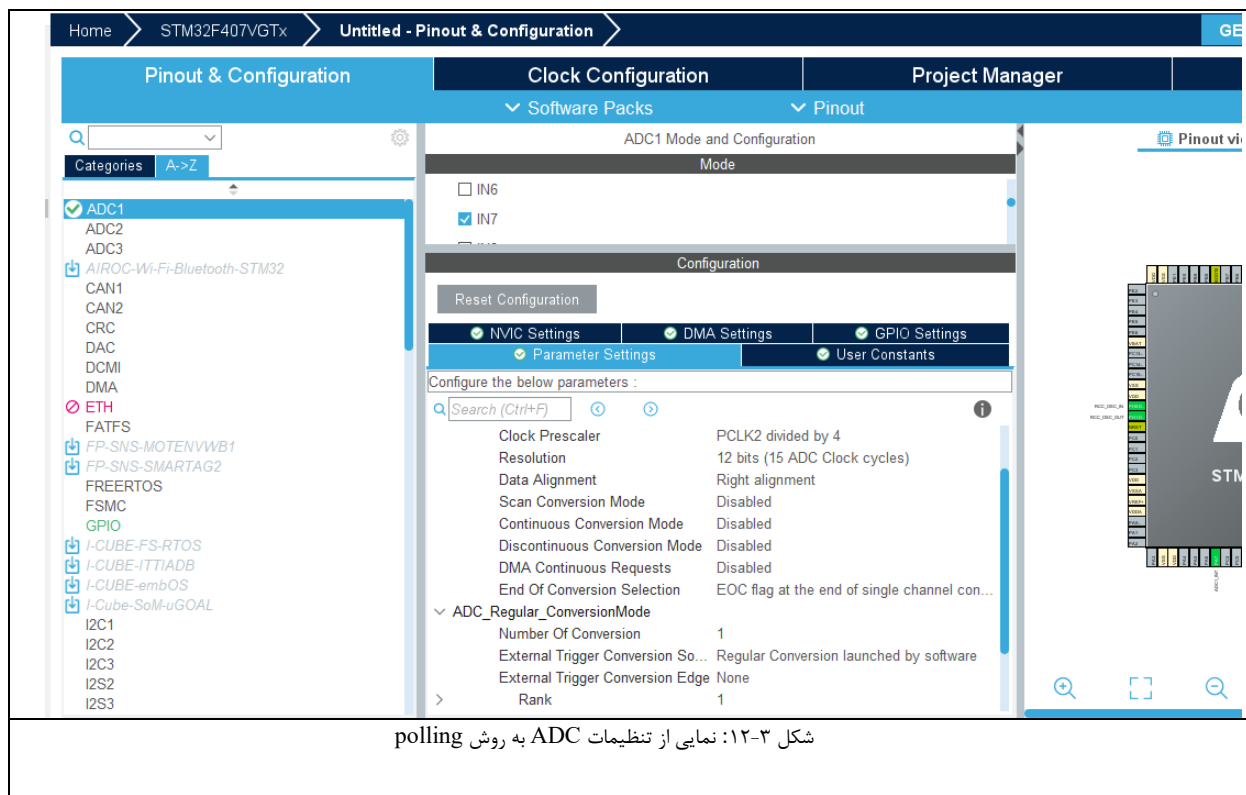 Home STM32F407VGTx Untitled - Pinout & Configuration GE
Pinout & Configuration Clock Configuration Project Manager
Software Packs Pinout
Categories A->Z
ADC1
ADC2
ADC3
AIROC-Wi-Fi-Bluetooth-STM32
CAN1
CAN2
CRC
DAC
DCMI
DMA
ETH
FATFS
FP-SNS-MOTENVWB1
FP-SNS-SMARTAG2
FREERTOS
FSMC
GPIO
I-CUBE-FS-RTOS
I-CUBE-ITTIADB
I-CUBE-embOS
I-Cube-SoM-uGOAL
I2C1
I2C2
I2C3
I2S2
I2S3
ADC1 Mode and Configuration
Mode
IN6
IN7
Configuration
Reset Configuration
NVIC Settings DMA Settings GPIO Settings
Parameter Settings User Constants
Configure the below parameters :
Search (Ctrl+F)
Clock Prescaler PCLK2 divided by 4
Resolution 12 bits (15 ADC Clock cycles)
Data Alignment Right alignment
Scan Conversion Mode Disabled
Continuous Conversion Mode Disabled
Discontinuous Conversion Mode Disabled
DMA Continuous Requests Disabled
End Of Conversion Selection EOC flag at the end of single channel con...
ADC_Regular_ConversionMode
Number Of Conversion 1
External Trigger Conversion So... Regular Conversion launched by software
External Trigger Conversion Edge None
Rank 1
Pinout vi
RCC_OSC_IN
RCC_OSC_OUT
STM
شکل ۳-۱۲: نمایی از تنظیمات ADC به روش polling